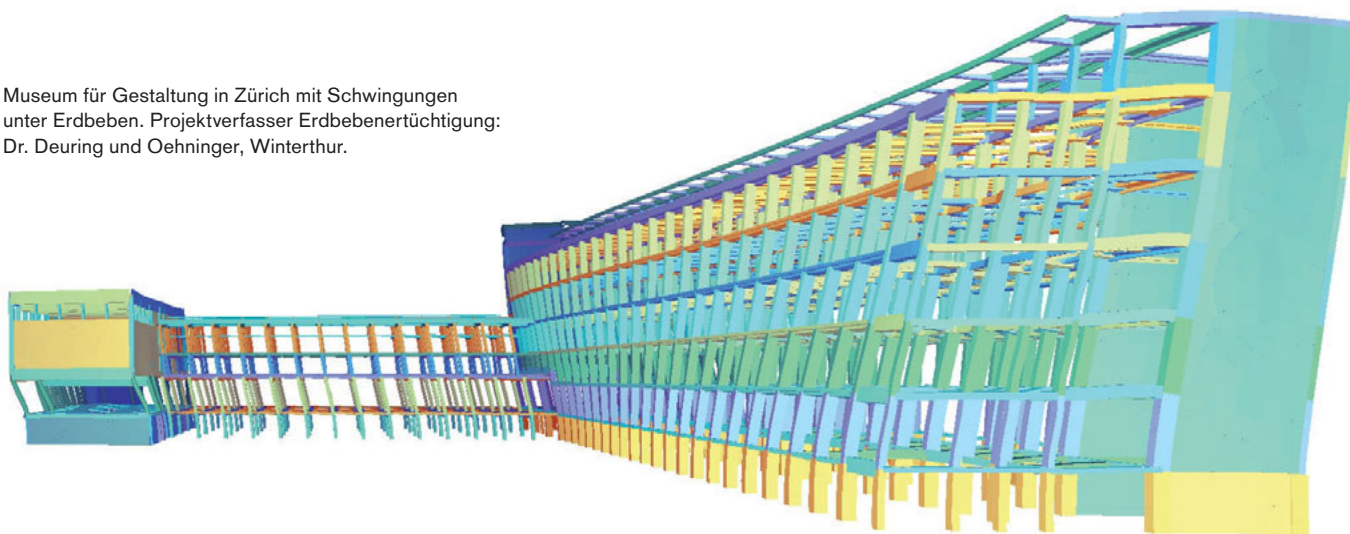 Museum für Gestaltung in Zürich mit Schwingungen
unter Erdbeben. Projektverfasser Erdbebenertüchtigung:
Dr. Deuring und Oehninger, Winterthur.